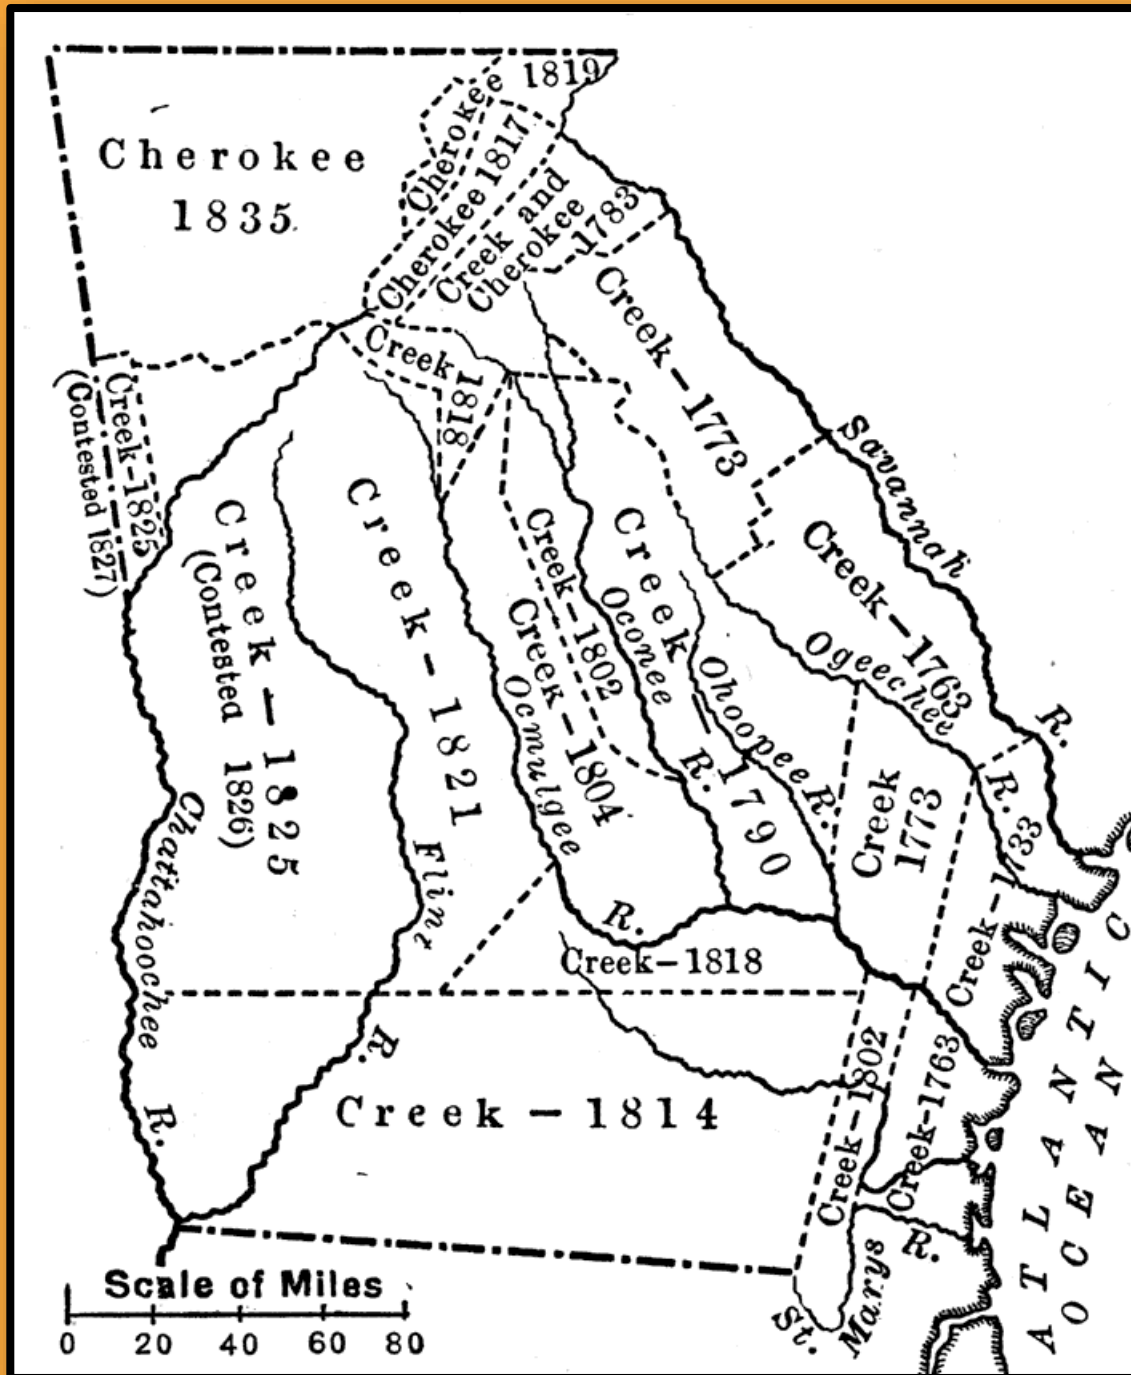 1819
Cherokee
Cherokee
1835.
Cherokee 1817
Creek and
Cherokee
1783
Creek – 1773
Creek
1818
Creek-1825
(Contested 1827)
Savannah
R.
Creek – 1825
(Contested 1826)
Creek – 1821
Creek-1802
Creek-1804
Creek – 1790
Oconee
R.
Ohoopee R.
Creek – 1763
Ogeechee
R.
Ocmulgee
R.
Creek
1773
Creek – 1733
Chattahoochee
R.
Flint
R.
Creek-1818
Creek – 1814
Creek-1802
Creek-1763
St. Marys
R.
ATLANTIC
OCEAN
Scale of Miles
0 20 40 60 80